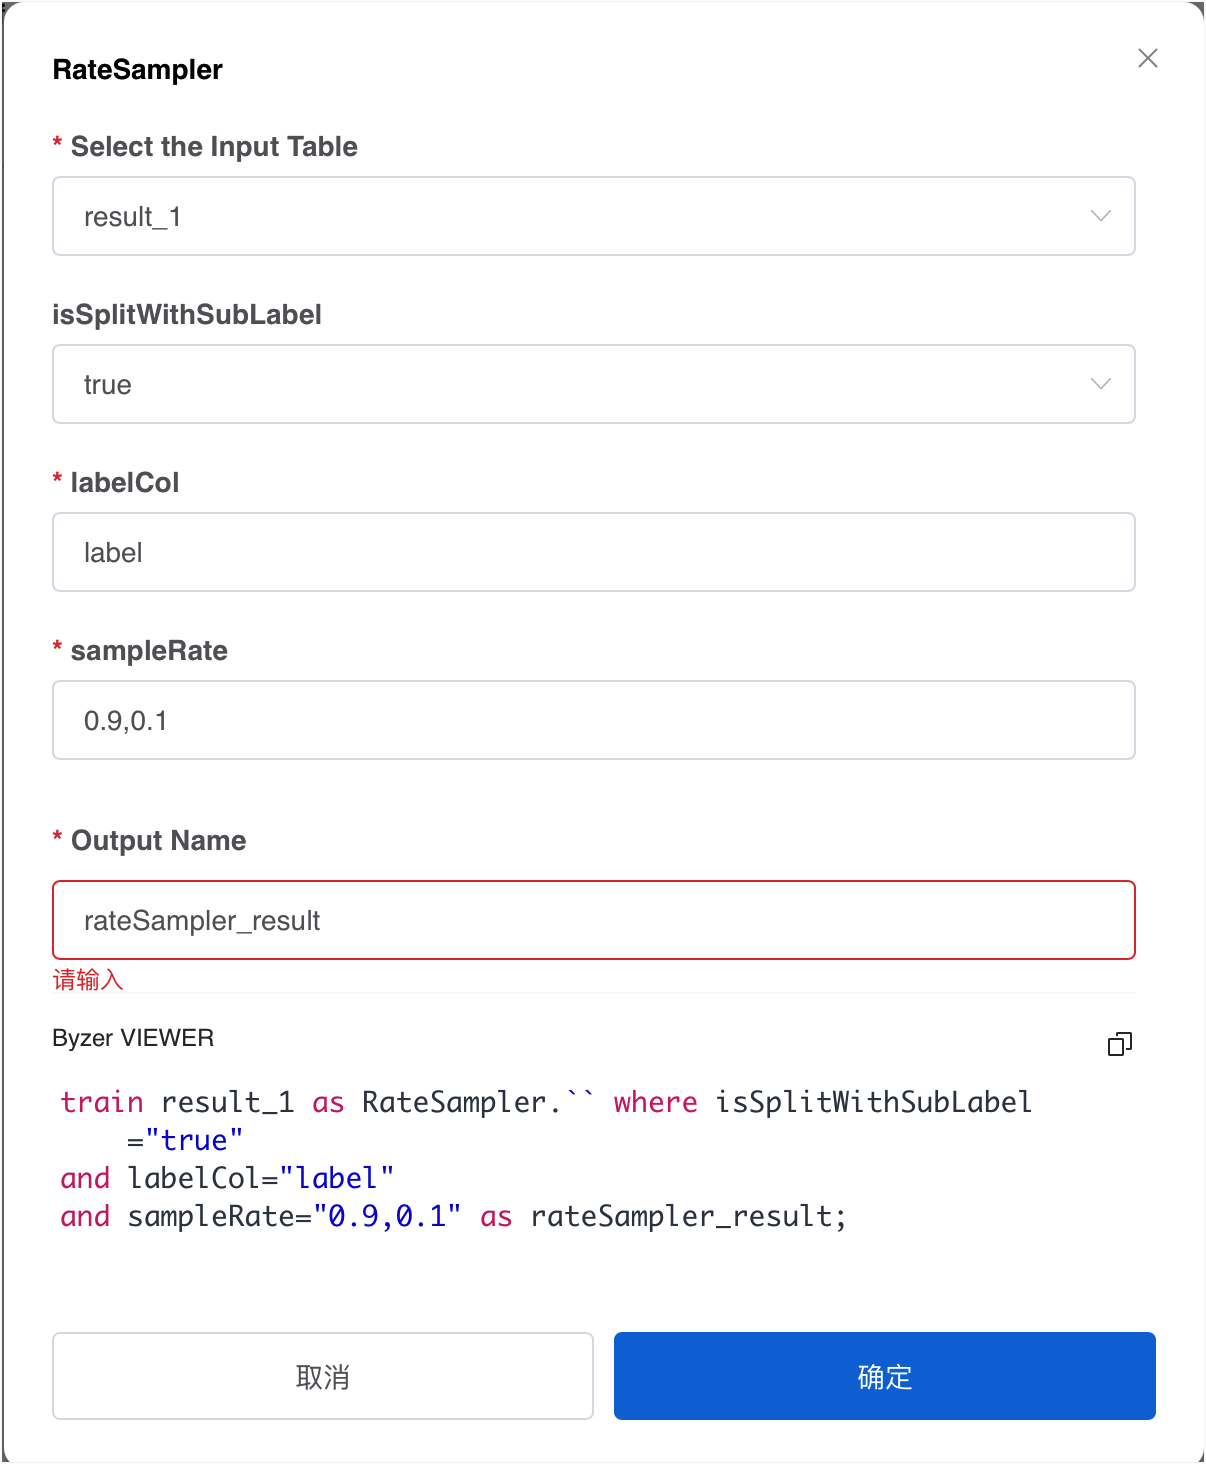 RateSampler
* Select the Input Table
result_1
isSplitWithSubLabel
true
* labelCol
label
* sampleRate
0.9,0.1
* Output Name
rateSampler_result
请输入
Byzer VIEWER
train result_1 as RateSampler.`` where isSplitWithSubLabel
="true"
and labelCol="label"
and sampleRate="0.9,0.1" as rateSampler_result;
取消
确定